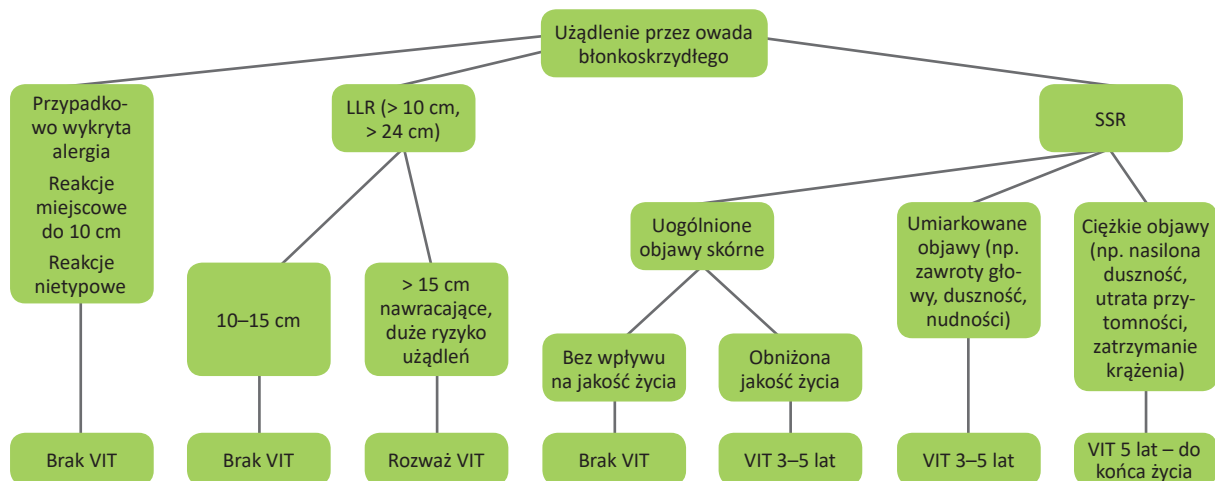 Użądlenie przez owada
błonkoskrzydłego
Przypadko-
wo wykryta
alergia
Reakcje
miejscowe
do 10 cm
Reakcje
nietypowe
LLR (> 10 cm,
> 24 cm)
SSR
10–15 cm
> 15 cm
nawracające,
duże ryzyko
użądleń
Uogólnione
objawy skórne
Umiarkowane
objawy (np.
zawroty gło-
wy, duszność,
nudności)
Ciężkie objawy
(np. nasilona
duszność,
utrata przy-
tomności,
zatrzymanie
krążenia)
Bez wpływu
na jakość życia
Obniżona
jakość życia
Brak VIT
Brak VIT
Rozważ VIT
Brak VIT
VIT 3–5 lat
VIT 3–5 lat
VIT 5 lat – do
końca życia